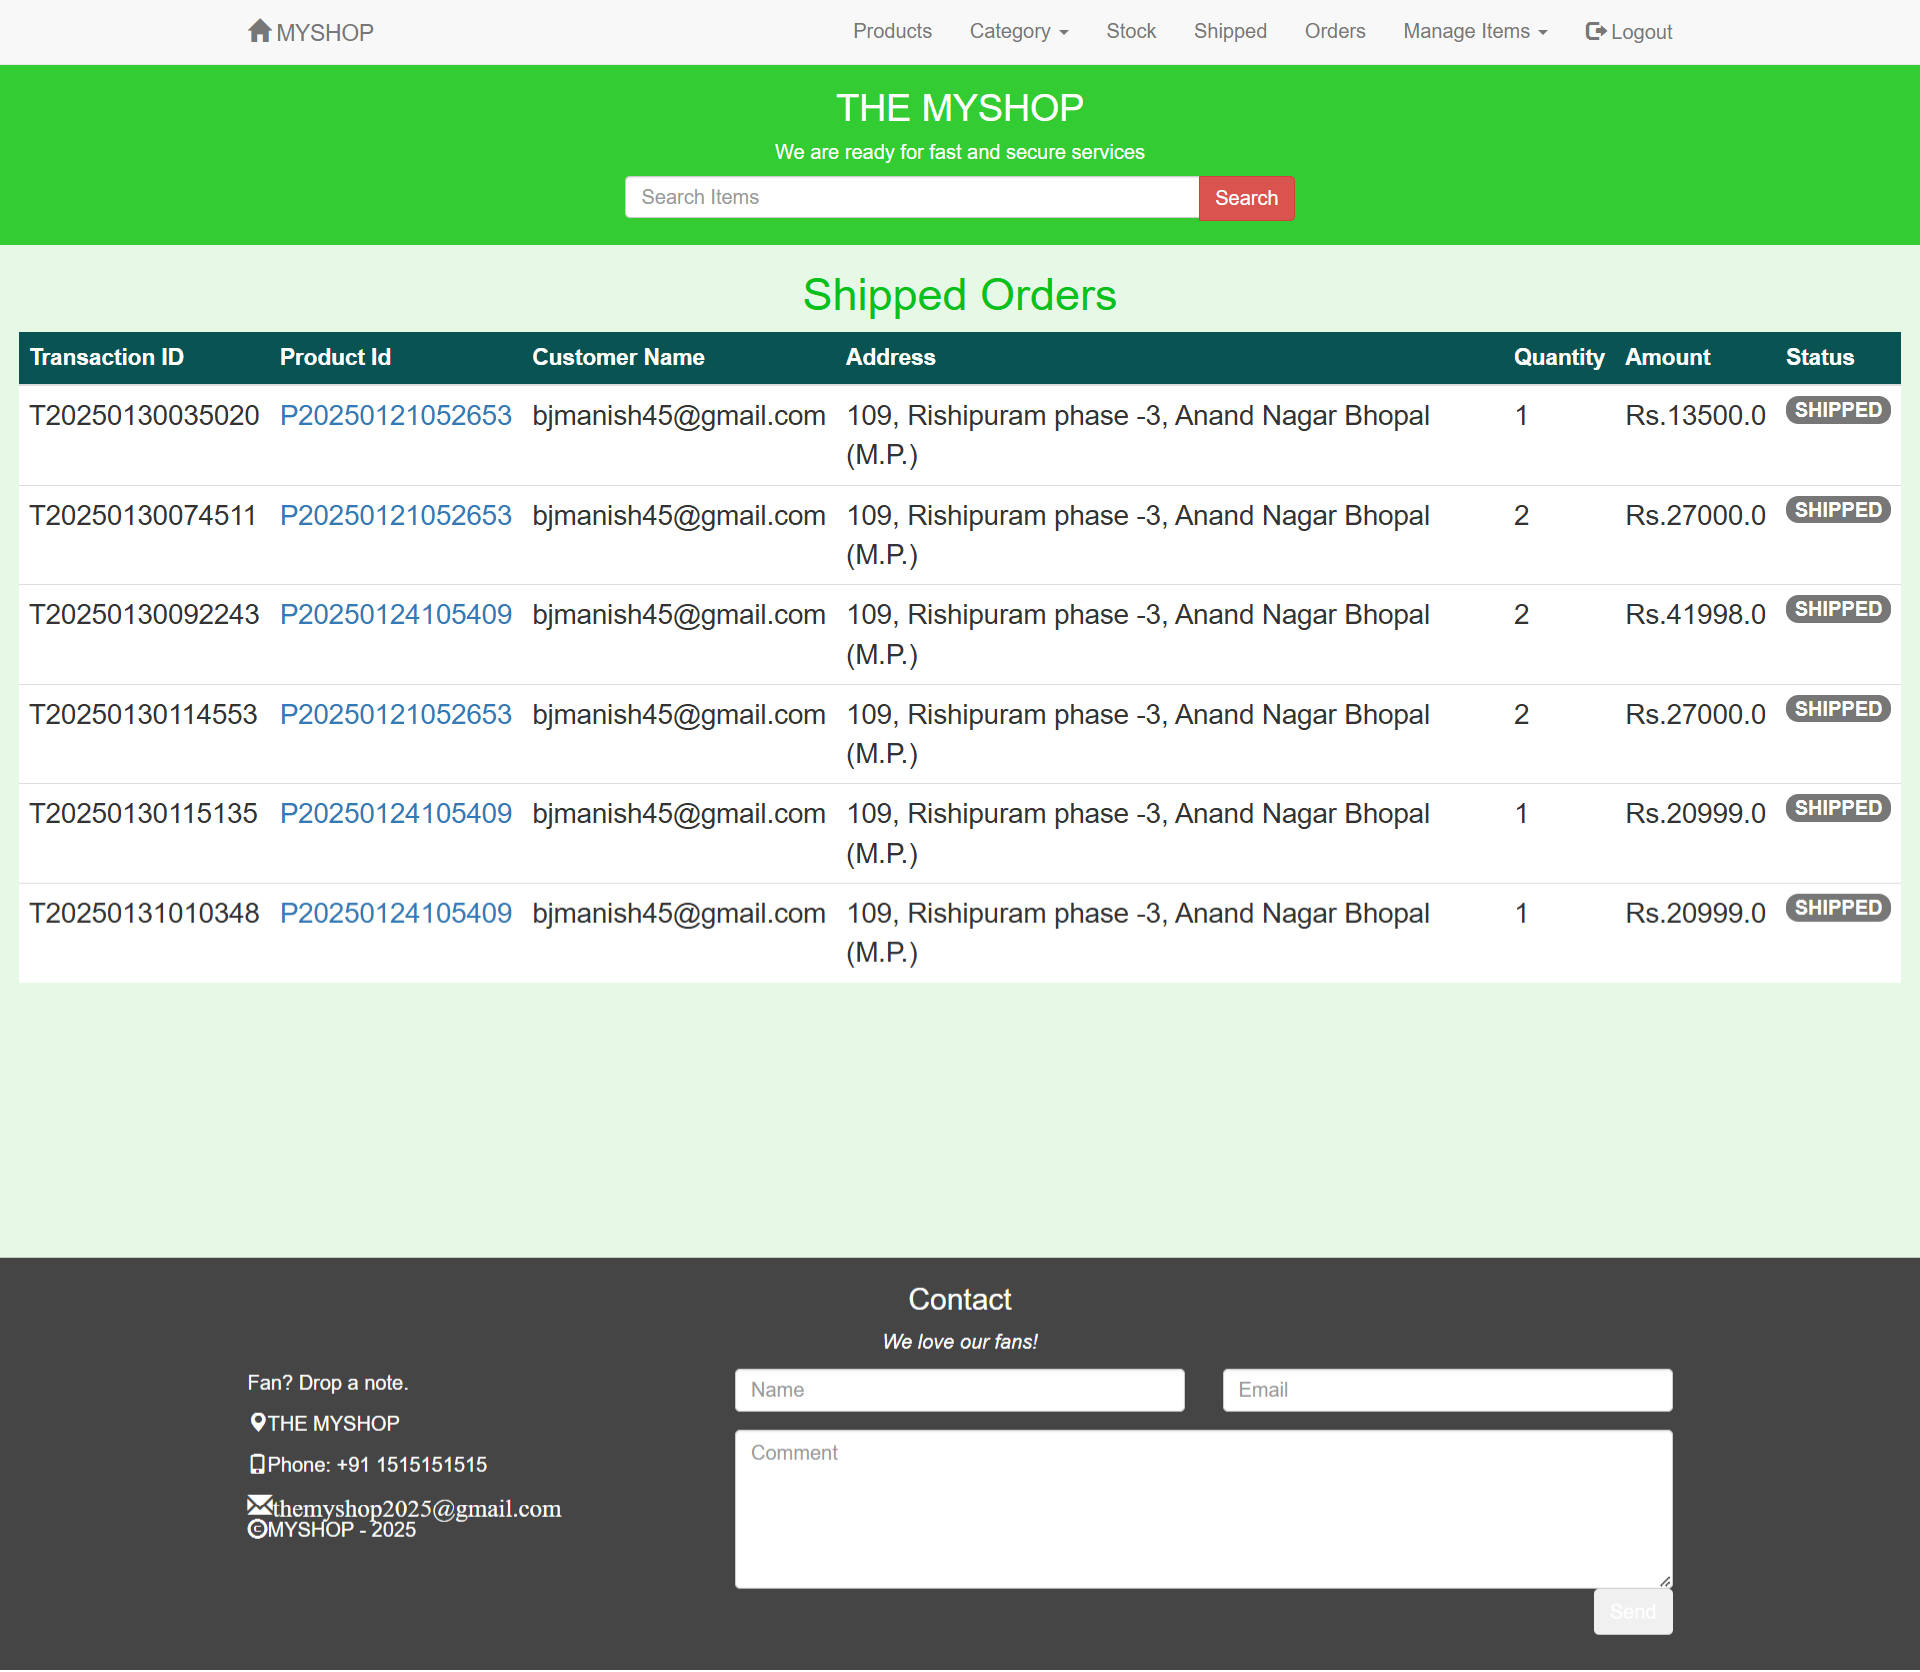 MYSHOP Products Category Stock Shipped Orders Manage Items Logout
THE MYSHOP
We are ready for fast and secure services
Search Items Search
Shipped Orders
Transaction ID Product Id Customer Name Address Quantity Amount Status
T20250130035020 P20250121052653 bjmanish45@gmail.com 109, Rishipuram phase -3, Anand Nagar Bhopal 1 Rs.13500.0 SHIPPED
(M.P.)
T20250130074511 P20250121052653 bjmanish45@gmail.com 109, Rishipuram phase -3, Anand Nagar Bhopal 2 Rs.27000.0 SHIPPED
(M.P.)
T20250130092243 P20250124105409 bjmanish45@gmail.com 109, Rishipuram phase -3, Anand Nagar Bhopal 2 Rs.41998.0 SHIPPED
(M.P.)
T20250130114553 P20250121052653 bjmanish45@gmail.com 109, Rishipuram phase -3, Anand Nagar Bhopal 2 Rs.27000.0 SHIPPED
(M.P.)
T20250130115135 P20250124105409 bjmanish45@gmail.com 109, Rishipuram phase -3, Anand Nagar Bhopal 1 Rs.20999.0 SHIPPED
(M.P.)
T20250131010348 P20250124105409 bjmanish45@gmail.com 109, Rishipuram phase -3, Anand Nagar Bhopal 1 Rs.20999.0 SHIPPED
(M.P.)
Contact
We love our fans!
Fan? Drop a note.
THE MYSHOP
Phone: +91 1515151515
themyshop2025@gmail.com
©MYSHOP - 2025
Name Email
Comment
Send